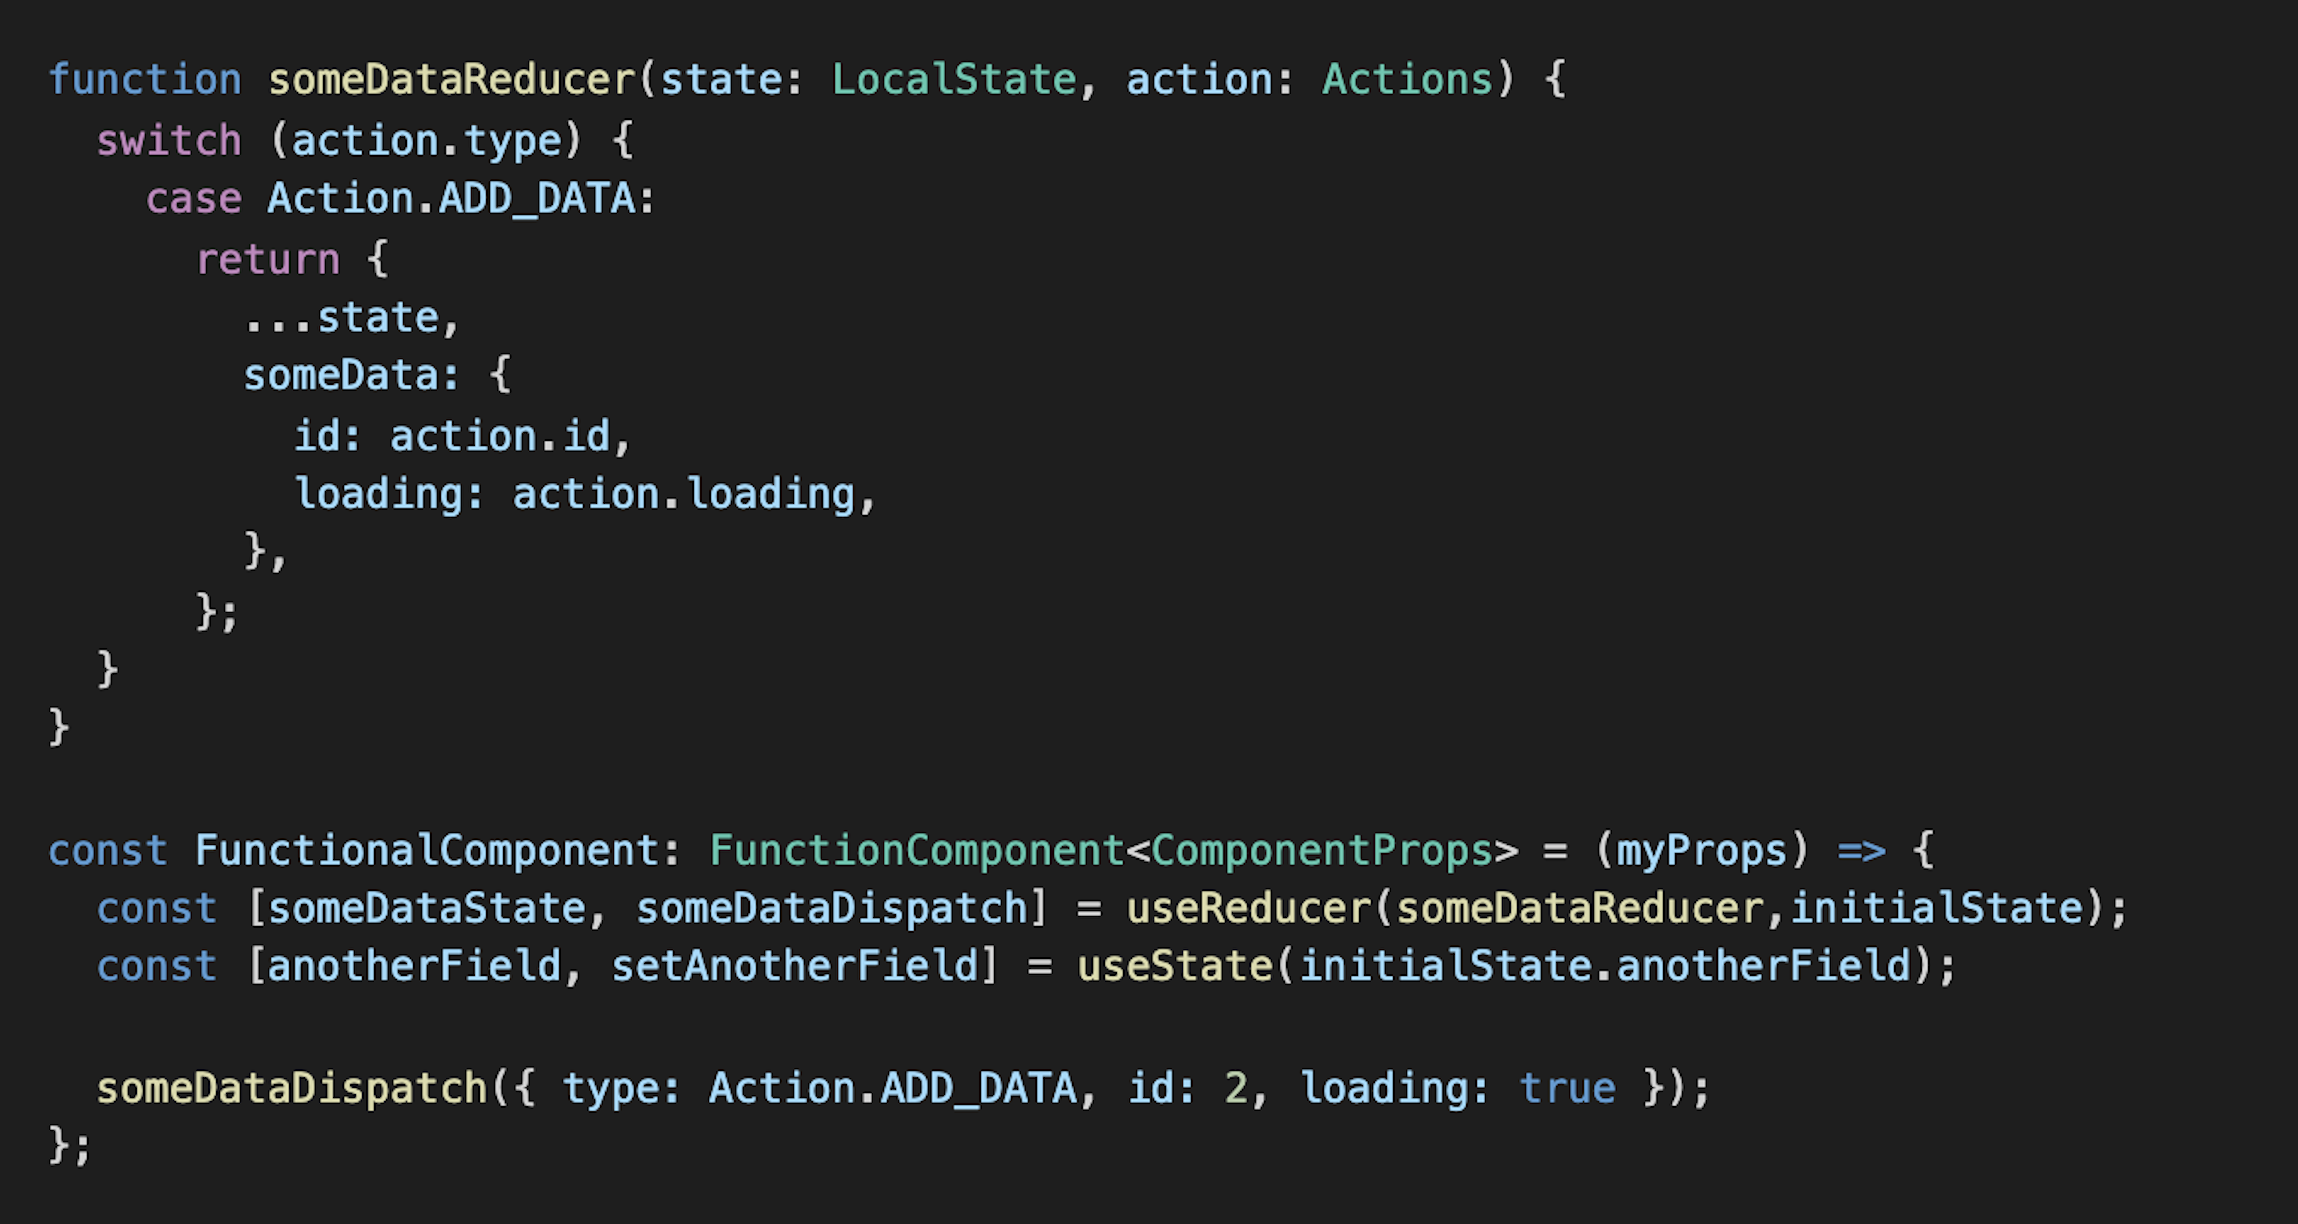 function someDataReducer(state: LocalState, action: Actions) {
  switch (action.type) {
    case Action.ADD_DATA:
      return {
        ...state,
        someData: {
          id: action.id,
          loading: action.loading,
        },
      };
  }
}

const FunctionalComponent: FunctionComponent<ComponentProps> = (myProps) => {
  const [someDataState, someDataDispatch] = useReducer(someDataReducer,initialState);
  const [anotherField, setAnotherField] = useState(initialState.anotherField);

  someDataDispatch({ type: Action.ADD_DATA, id: 2, loading: true });
};